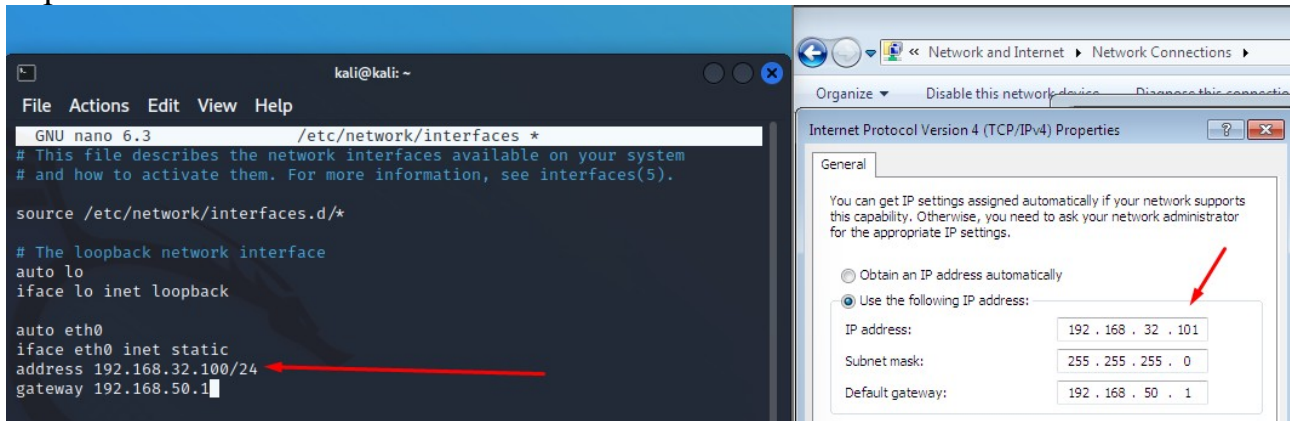 kali@kali: ~
File Actions Edit View Help
GNU nano 6.3 /etc/network/interfaces *
# This file describes the network interfaces available on your system
# and how to activate them. For more information, see interfaces(5).
source /etc/network/interfaces.d/*
# The loopback network interface
auto lo
iface lo inet loopback
auto eth0
iface eth0 inet static
address 192.168.32.100/24
gateway 192.168.50.1
« Network and Internet ▸ Network Connections ▸
Organize ▾ Disable this network device Diagnose this
Internet Protocol Version 4 (TCP/IPv4) Properties
General
You can get IP settings assigned automatically if your network supports
this capability. Otherwise, you need to ask your network administrator
for the appropriate IP settings.
Obtain an IP address automatically
Use the following IP address:
IP address: 192 . 168 . 32 . 101
Subnet mask: 255 . 255 . 255 . 0
Default gateway: 192 . 168 . 50 . 1